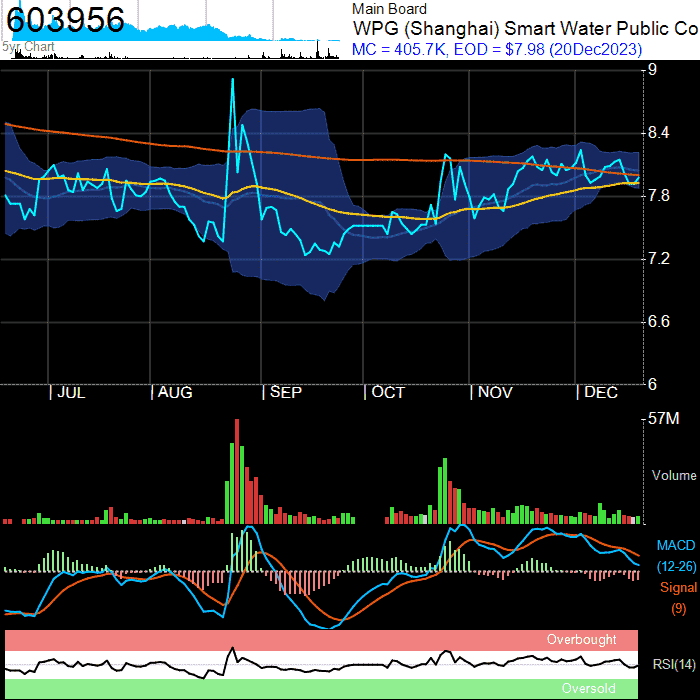 603956
5yr Chart
Main Board
WPG (Shanghai) Smart Water Public Co
MC = 405.7K, EOD = $7.98 (20Dec2023)
9
8.4
7.8
7.2
6.6
6
JUL
AUG
SEP
OCT
NOV
DEC
57M
Volume
MACD
(12-26)
Signal
(9)
Overbought
RSI(14)
Oversold